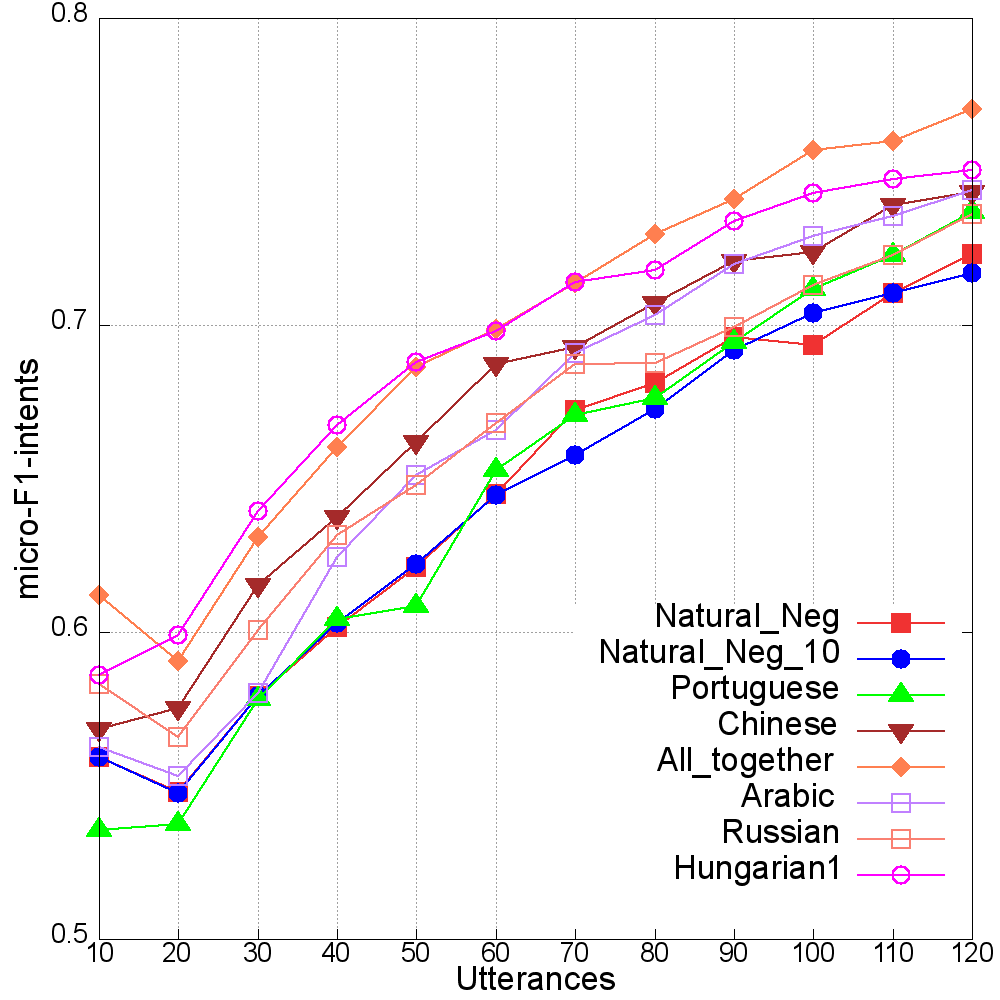 0.8
0.7
0.6
0.5
micro-F1-intents
Natural_Neg
Natural_Neg_10
Portuguese
Chinese
All_together
Arabic
Russian
Hungarian1
10 20 30 40 50 60 70 80 90 100 110 120
Utterances